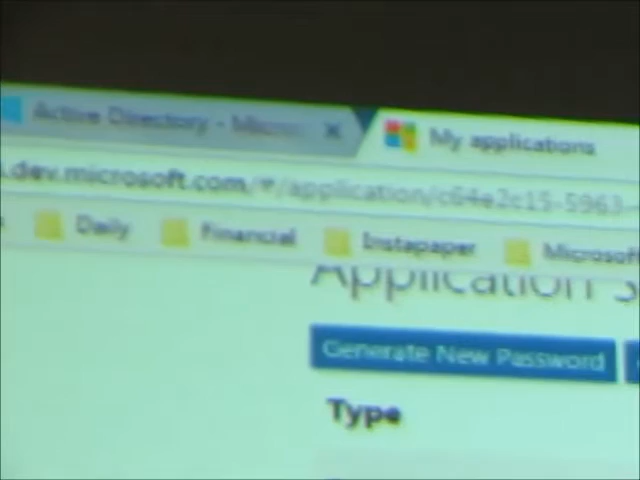 Active Directory - Micros
My applications
.dev.microsoft.com/#/application/c64e2c15-5963-
Daily
Financial
Instapaper
Microsoft
Application S
Generate New Password
Type